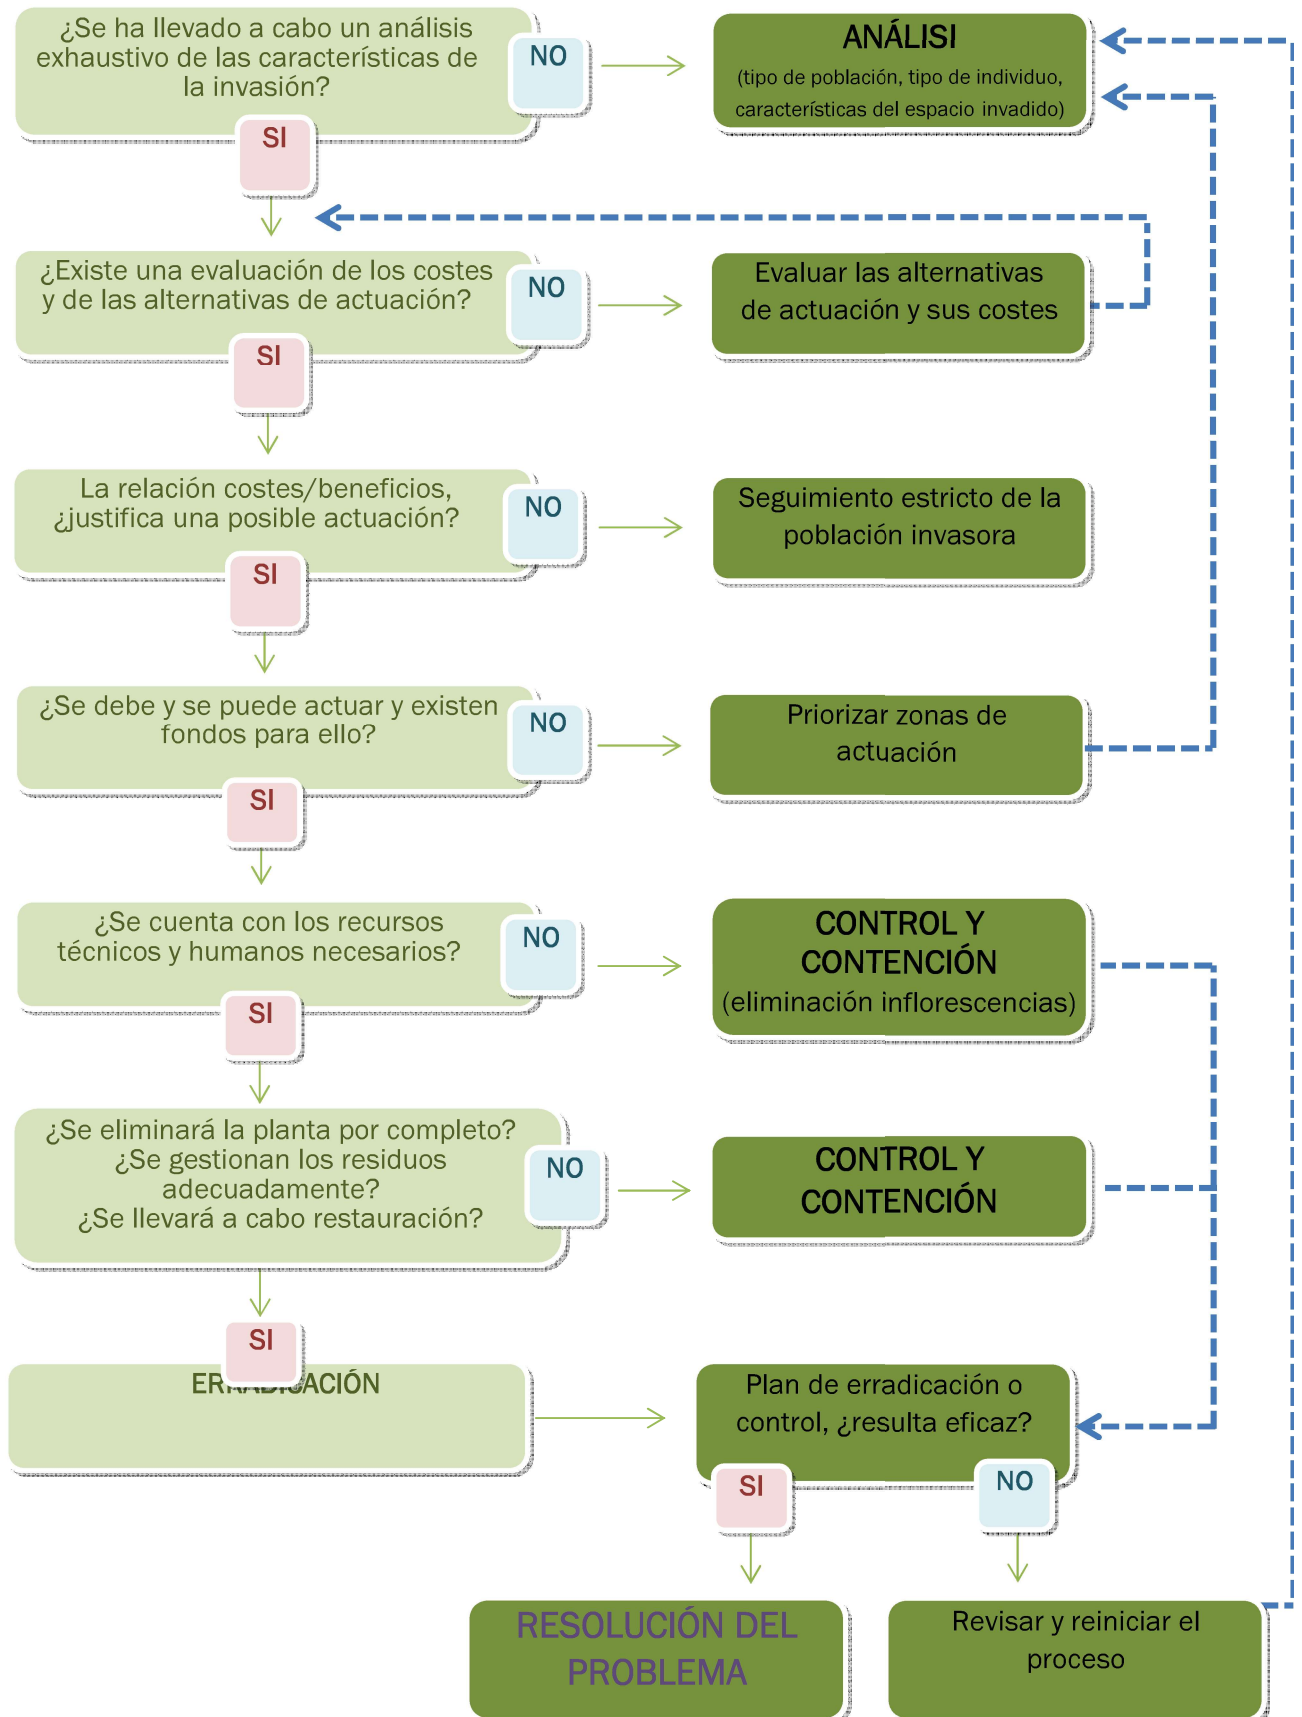 ¿Se ha llevado a cabo un análisis
exhaustivo de las características de
la invasión?
NO
SI
ANÁLISI
(tipo de población, tipo de individuo,
características del espacio invadido)
¿Existe una evaluación de los costes
y de las alternativas de actuación?
NO
SI
Evaluar las alternativas
de actuación y sus costes
La relación costes/beneficios,
¿justifica una posible actuación?
NO
SI
Seguimiento estricto de la
población invasora
¿Se debe y se puede actuar y existen
fondos para ello?
NO
SI
Priorizar zonas de
actuación
¿Se cuenta con los recursos
técnicos y humanos necesarios?
NO
SI
CONTROL Y
CONTENCIÓN
(eliminación inflorescencias)
¿Se eliminará la planta por completo?
¿Se gestionan los residuos
adecuadamente?
¿Se llevará a cabo restauración?
NO
SI
CONTROL Y
CONTENCIÓN
ERRADICACIÓN
Plan de erradicación o
control, ¿resulta eficaz?
SI
NO
RESOLUCIÓN DEL
PROBLEMA
Revisar y reiniciar el
proceso